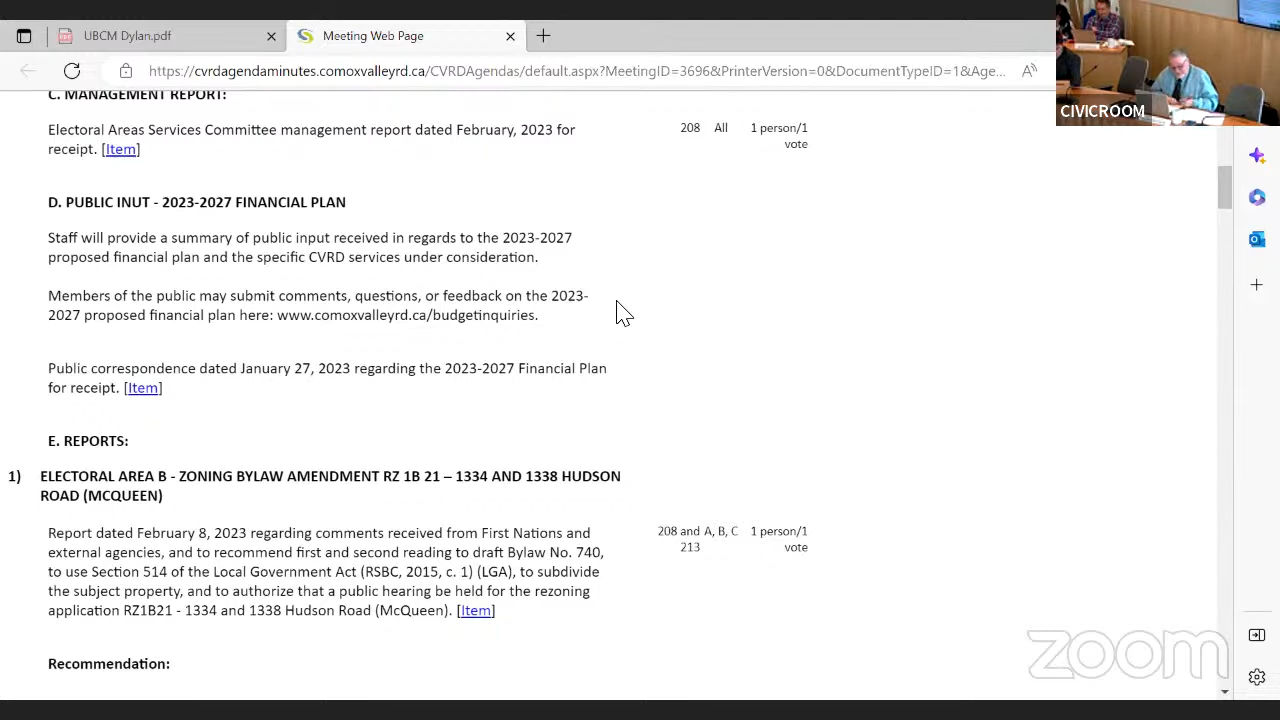 UBCM Dylan.pdf
Meeting Web Page
https://cvrdagendaminutes.comoxvalleyrd.ca/CVRDAgendas/default.aspx?MeetingID=3696&PrinterVersion=0&DocumentTypeID=1&Age...
CIVICROOM
C. MANAGEMENT REPORT:
Electoral Areas Services Committee management report dated February, 2023 for
receipt. [Item]
208 All 1 person/1
vote
D. PUBLIC INUT - 2023-2027 FINANCIAL PLAN
Staff will provide a summary of public input received in regards to the 2023-2027
proposed financial plan and the specific CVRD services under consideration.
Members of the public may submit comments, questions, or feedback on the 2023-
2027 proposed financial plan here: www.comoxvalleyrd.ca/budgetinquiries.
Public correspondence dated January 27, 2023 regarding the 2023-2027 Financial Plan
for receipt. [Item]
E. REPORTS:
1) ELECTORAL AREA B - ZONING BYLAW AMENDMENT RZ 1B 21 – 1334 AND 1338 HUDSON
ROAD (MCQUEEN)
Report dated February 8, 2023 regarding comments received from First Nations and
external agencies, and to recommend first and second reading to draft Bylaw No. 740,
to use Section 514 of the Local Government Act (RSBC, 2015, c. 1) (LGA), to subdivide
the subject property, and to authorize that a public hearing be held for the rezoning
application RZ1B21 - 1334 and 1338 Hudson Road (McQueen). [Item]
208 and A, B, C 1 person/1
213 vote
Recommendation:
zoom